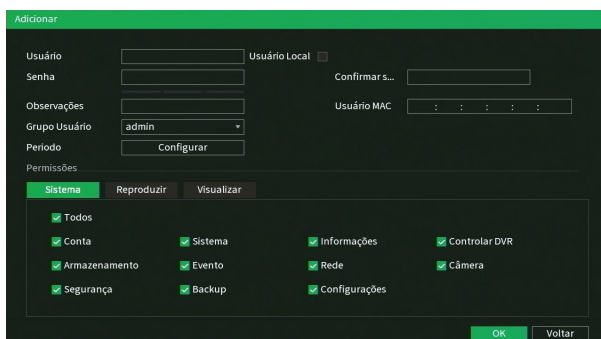 Adicionar
Usuário Usuário Local
Senha Confirmar s...
Observações Usuário MAC : : : : :
Grupo Usuário admin
Periodo Configurar
Permissões
Sistema Reproduzir Visualizar
Todos
Conta Sistema Informações Controlar DVR
Armazenamento Evento Rede Câmera
Segurança Backup Configurações
OK Voltar